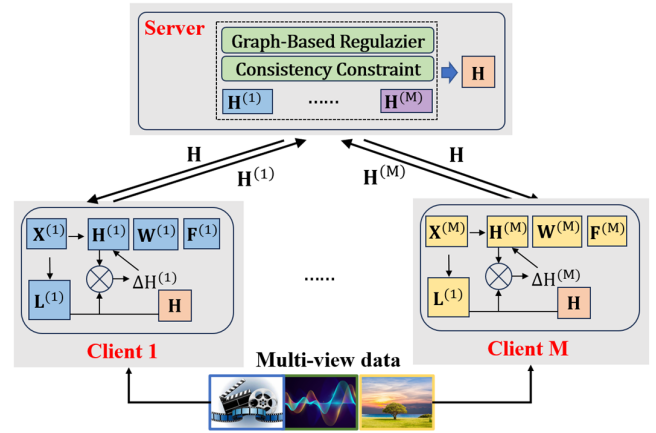 Server
Graph-Based Regulazier
Consistency Constraint
H
H^(1) ...... H^(M)
H H
H^(1) H^(M)
X^(1) H^(1) W^(1) F^(1)
ΔH^(1)
L^(1) H
Client 1
......
X^(M) H^(M) W^(M) F^(M)
ΔH^(M)
L^(1) H
Client M
Multi-view data